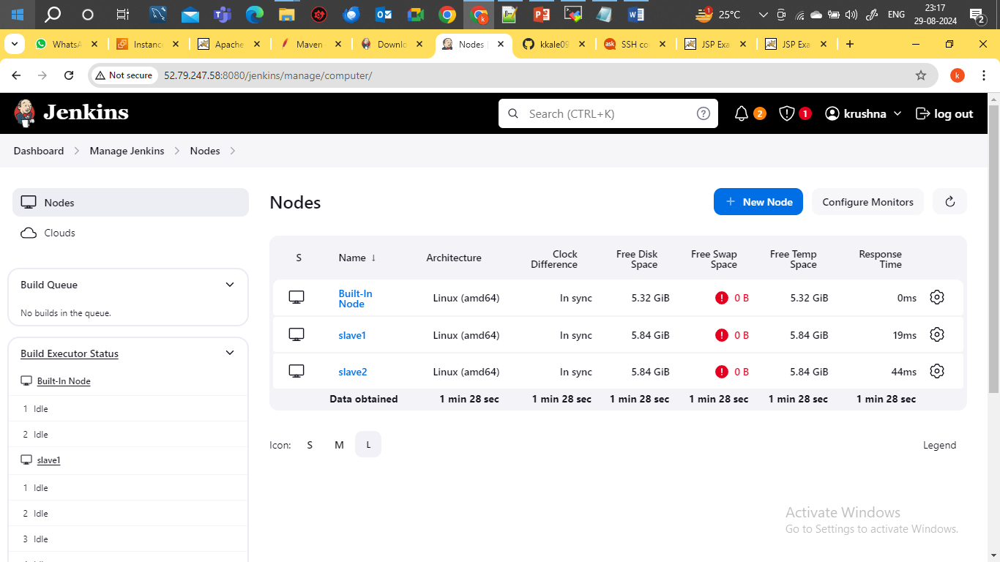 25°C
1
ENG
23:17
29-08-2024
2
WhatsA
Instanc
Apache
Maven
Downlo
Nodes
kkale09
SSH co
JSP Exa
JSP Exa
Not secure
52.79.247.58:8080/jenkins/manage/computer/
k
Jenkins
Search (CTRL+K)
2
1
krushna
log out
Dashboard
Manage Jenkins
Nodes
Nodes
Clouds
Build Queue
No builds in the queue.
Build Executor Status
Built-In Node
1 Idle
2 Idle
slave1
1 Idle
2 Idle
3 Idle
Nodes
+ New Node
Configure Monitors
S Name ↓ Architecture Clock Difference Free Disk Space Free Swap Space Free Temp Space Response Time
Built-In Node Linux (amd64) In sync 5.32 GiB 0 B 5.32 GiB 0ms
slave1 Linux (amd64) In sync 5.84 GiB 0 B 5.84 GiB 19ms
slave2 Linux (amd64) In sync 5.84 GiB 0 B 5.84 GiB 44ms
Data obtained 1 min 28 sec 1 min 28 sec 1 min 28 sec 1 min 28 sec 1 min 28 sec 1 min 28 sec
Icon: S M L
Legend
Activate Windows
Go to Settings to activate Windows.